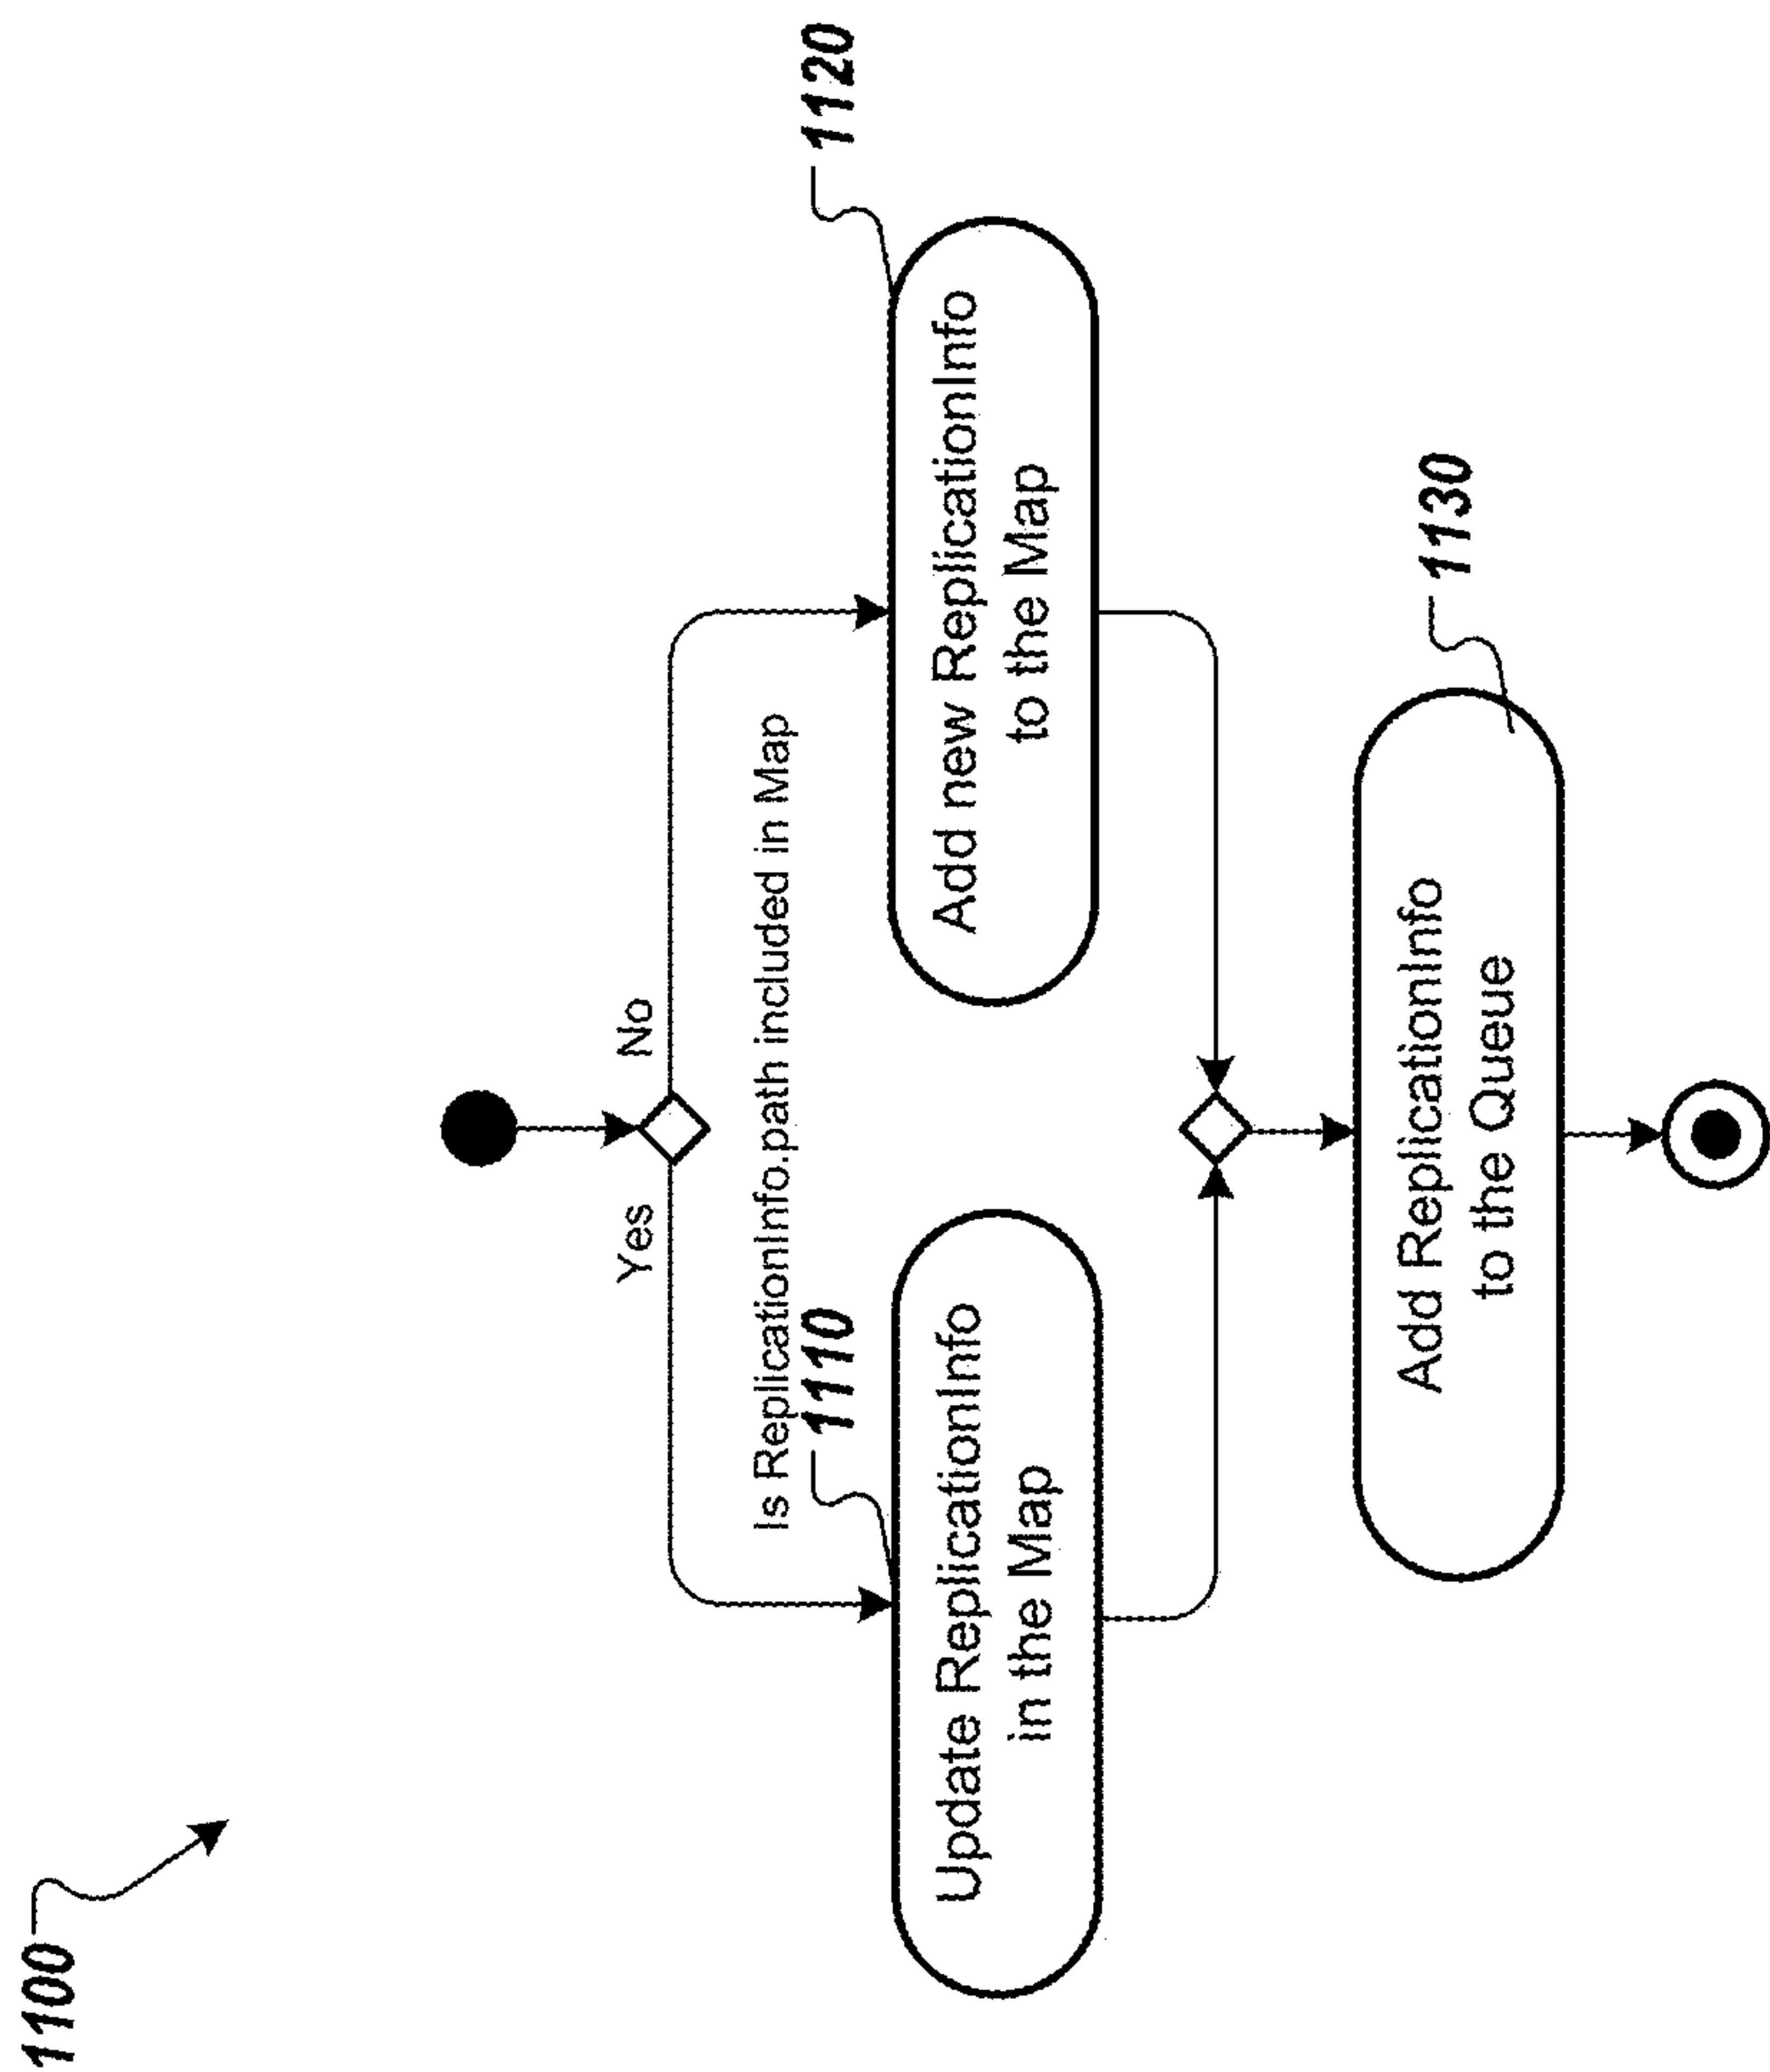 1100
Yes
No
Is ReplicationInfo.path included in Map
1110
1120
Update ReplicationInfo
in the Map
Add new ReplicationInfo
to the Map
1130
Add ReplicationInfo
to the Queue